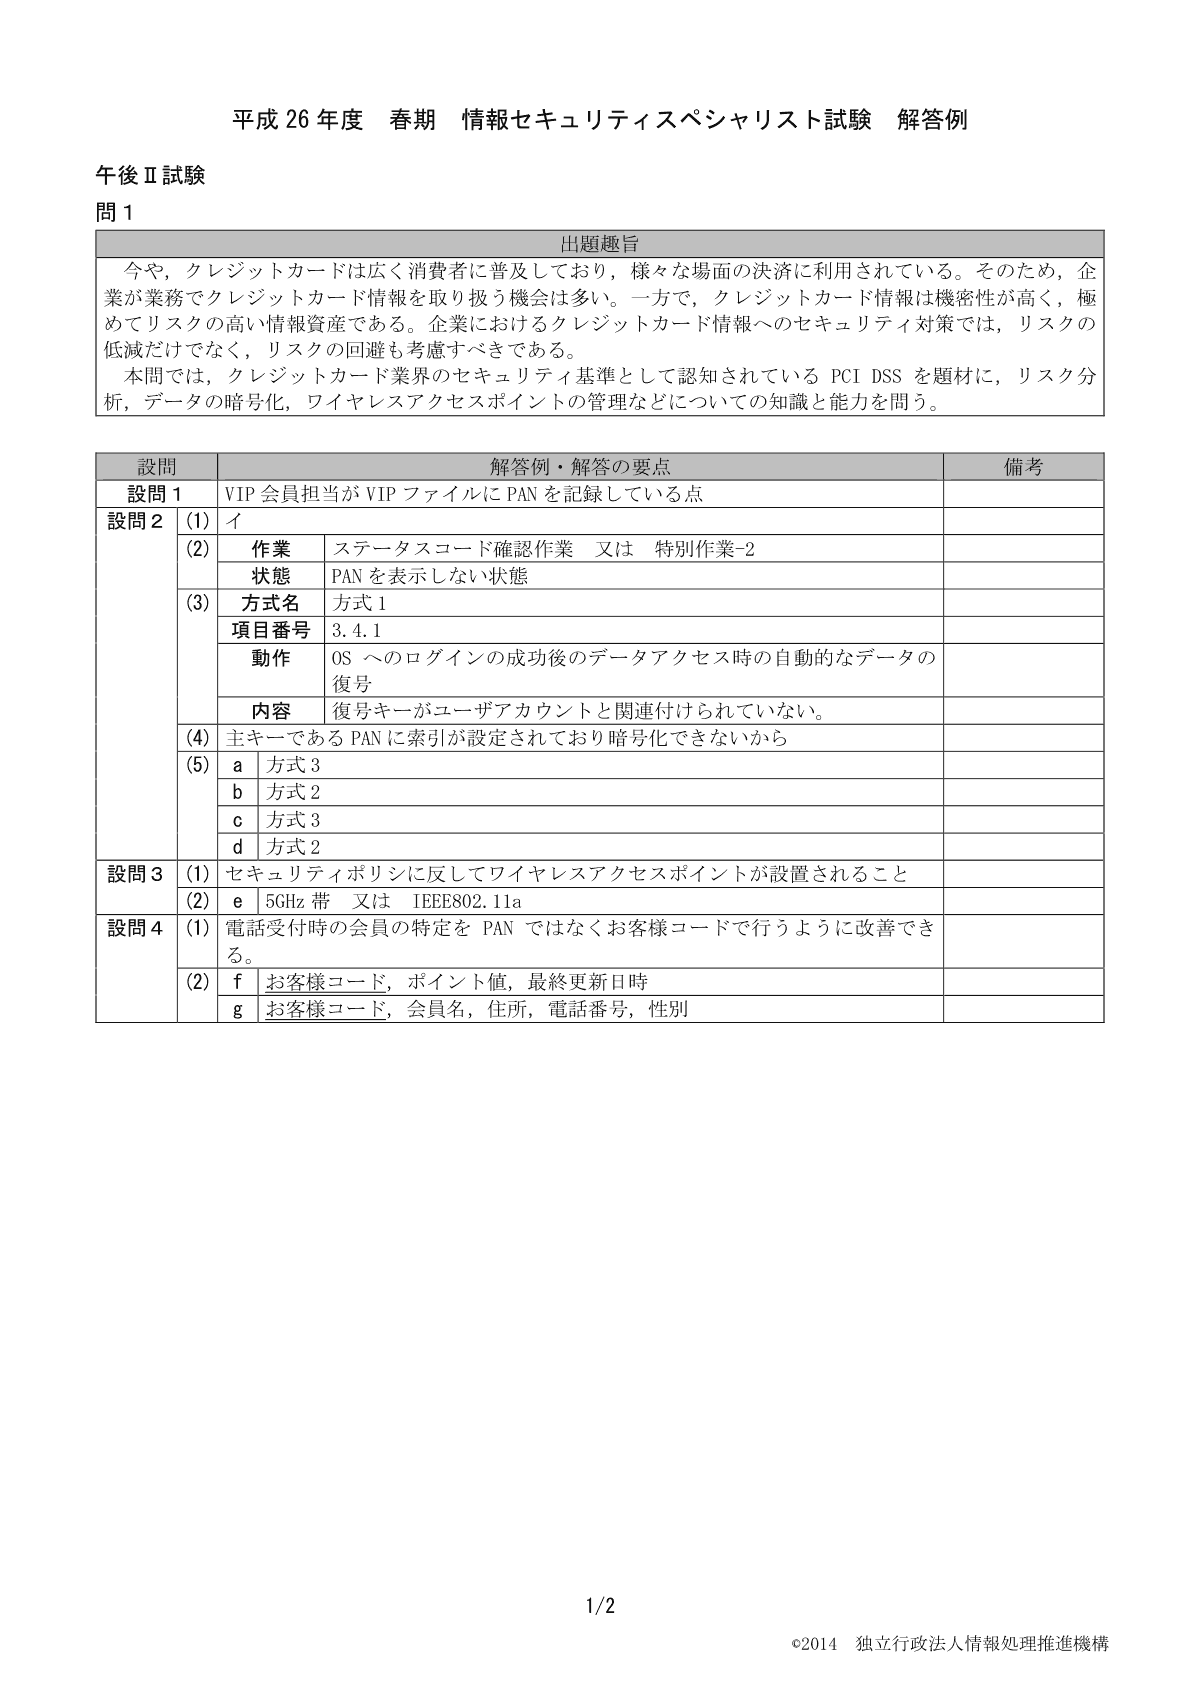 平成 26 年度　春期　情報セキュリティスペシャリスト試験　解答例
午後Ⅱ試験
問１
出題趣旨
今や，クレジットカードは広く消費者に普及しており，様々な場面の決済に利用されている。そのため，企
業が業務でクレジットカード情報を取り扱う機会は多い。一方で，クレジットカード情報は機密性が高く，極
めてリスクの高い情報資産である。企業におけるクレジットカード情報へのセキュリティ対策では，リスクの
低減だけでなく，リスクの回避も考慮すべきである。
本問では，クレジットカード業界のセキュリティ基準として認知されている PCI DSS を題材に，リスク分
析，データの暗号化，ワイヤレスアクセスポイントの管理などについての知識と能力を問う。
設問 解答例・解答の要点 備考
設問１ VIP 会員担当が VIP ファイルに PAN を記録している点
設問２ (1) イ
(2) 作業 ステータスコード確認作業　又は　特別作業-2
状態 PAN を表示しない状態
(3) 方式名 方式 1
項目番号 3.4.1
動作 OS へのログインの成功後のデータアクセス時の自動的なデータの
復号
内容 復号キーがユーザアカウントと関連付けられていない。
(4) 主キーである PAN に索引が設定されており暗号化できないから
(5) a 方式 3
b 方式 2
c 方式 3
d 方式 2
設問３ (1) セキュリティポリシに反してワイヤレスアクセスポイントが設置されること
(2) e 5GHz 帯　又は　IEEE802.11a
設問４ (1) 電話受付時の会員の特定を PAN ではなくお客様コードで行うように改善でき
る。
(2) f お客様コード，ポイント値，最終更新日時
g お客様コード，会員名，住所，電話番号，性別
1/2
©2014　独立行政法人情報処理推進機構